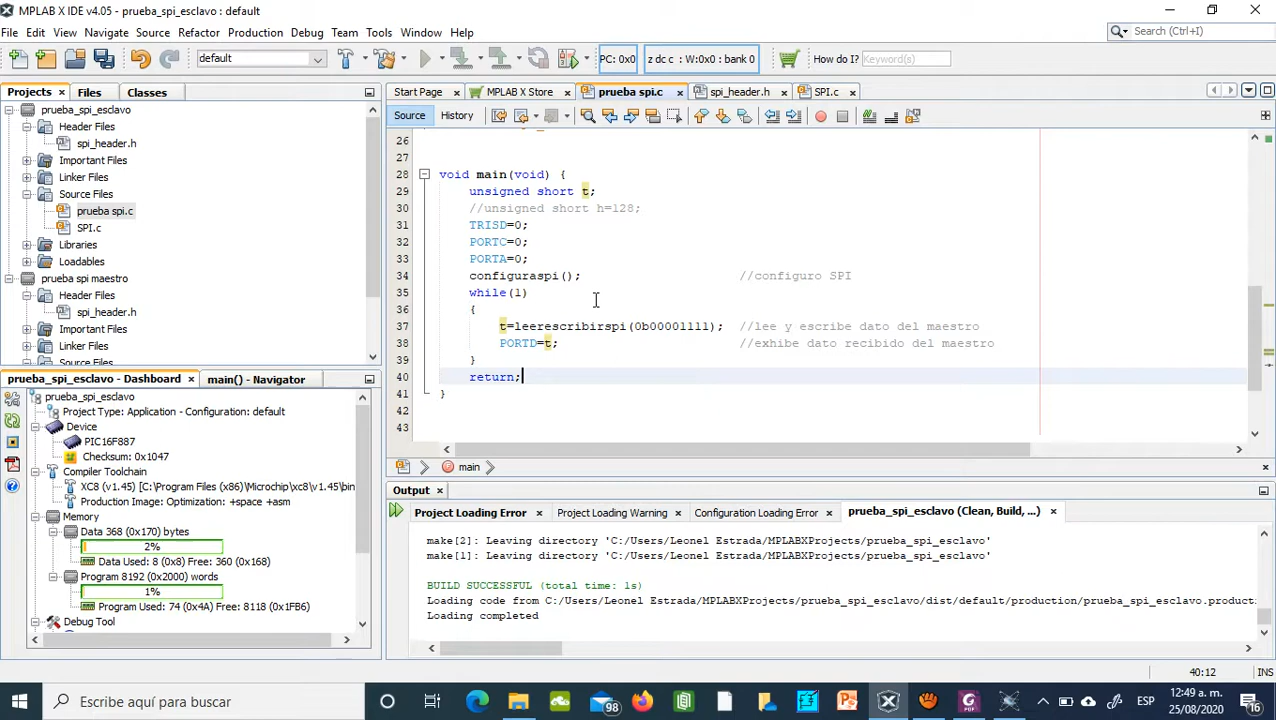 MPLAB X IDE v4.05 - prueba_spi_esclavo : default
File Edit View Navigate Source Refactor Production Debug Team Tools Window Help
Search (Ctrl+I)
default
PC: 0x0
z dc c : W:0x0 : bank 0
How do I?
Keyword(s)
Projects
Files
Classes
prueba_spi_esclavo
Header Files
spi_header.h
Important Files
Linker Files
Source Files
prueba spi.c
SPI.c
Libraries
Loadables
prueba spi maestro
Header Files
spi_header.h
Important Files
Linker Files
Source Files
Start Page
MPLAB X Store
prueba spi.c
spi_header.h
SPI.c
Source
History
26
27
28 void main(void) {
29 unsigned short t;
30 //unsigned short h=128;
31 TRISD=0;
32 PORTC=0;
33 PORTA=0;
34 configuraspi(); //configuro SPI
35 while(1)
36 {
37 t=leerescribirspi(0b00001111); //lee y escribe dato del maestro
38 PORTD=t; //exhibe dato recibido del maestro
39 }
40 return;
41 }
42
43
main
prueba_spi_esclavo - Dashboard
main() - Navigator
prueba_spi_esclavo
Project Type: Application - Configuration: default
Device
PIC16F887
Checksum: 0x1047
Compiler Toolchain
XC8 (v1.45) [C:\Program Files (x86)\Microchip\xc8\v1.45\bin
Production Image: Optimization: +space +asm
Memory
Data 368 (0x170) bytes
2%
Data Used: 8 (0x8) Free: 360 (0x168)
Program 8192 (0x2000) words
1%
Program Used: 74 (0x4A) Free: 8118 (0x1FB6)
Debug Tool
Output
Project Loading Error
Project Loading Warning
Configuration Loading Error
prueba_spi_esclavo (Clean, Build, ...)
make[2]: Leaving directory 'C:/Users/Leonel Estrada/MPLABXProjects/prueba_spi_esclavo'
make[1]: Leaving directory 'C:/Users/Leonel Estrada/MPLABXProjects/prueba_spi_esclavo'
BUILD SUCCESSFUL (total time: 1s)
Loading code from C:/Users/Leonel Estrada/MPLABXProjects/prueba_spi_esclavo/dist/default/production/prueba_spi_esclavo.product
Loading completed
40:12
INS
Escribe aquí para buscar
98
ESP
12:49 a. m.
25/08/2020
16